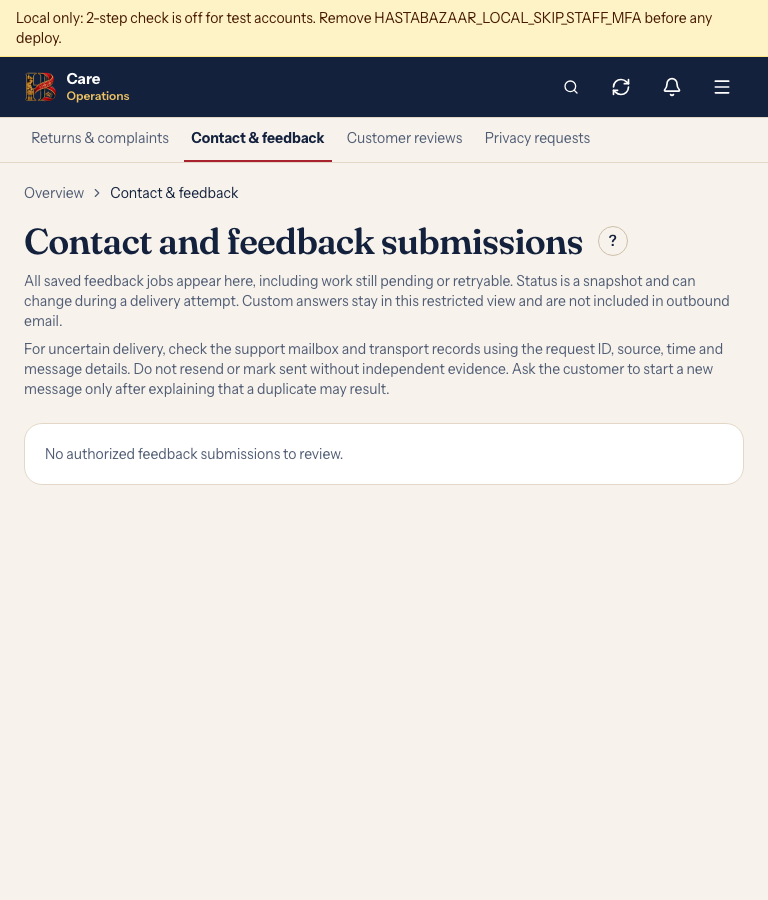 Local only: 2-step check is off for test accounts. Remove HASTABAZAAR_LOCAL_SKIP_STAFF_MFA before any
deploy.
Care
Operations
Returns & complaints
Contact & feedback
Customer reviews
Privacy requests
Overview > Contact & feedback
Contact and feedback submissions ?
All saved feedback jobs appear here, including work still pending or retryable. Status is a snapshot and can
change during a delivery attempt. Custom answers stay in this restricted view and are not included in outbound
email.
For uncertain delivery, check the support mailbox and transport records using the request ID, source, time and
message details. Do not resend or mark sent without independent evidence. Ask the customer to start a new
message only after explaining that a duplicate may result.
No authorized feedback submissions to review.